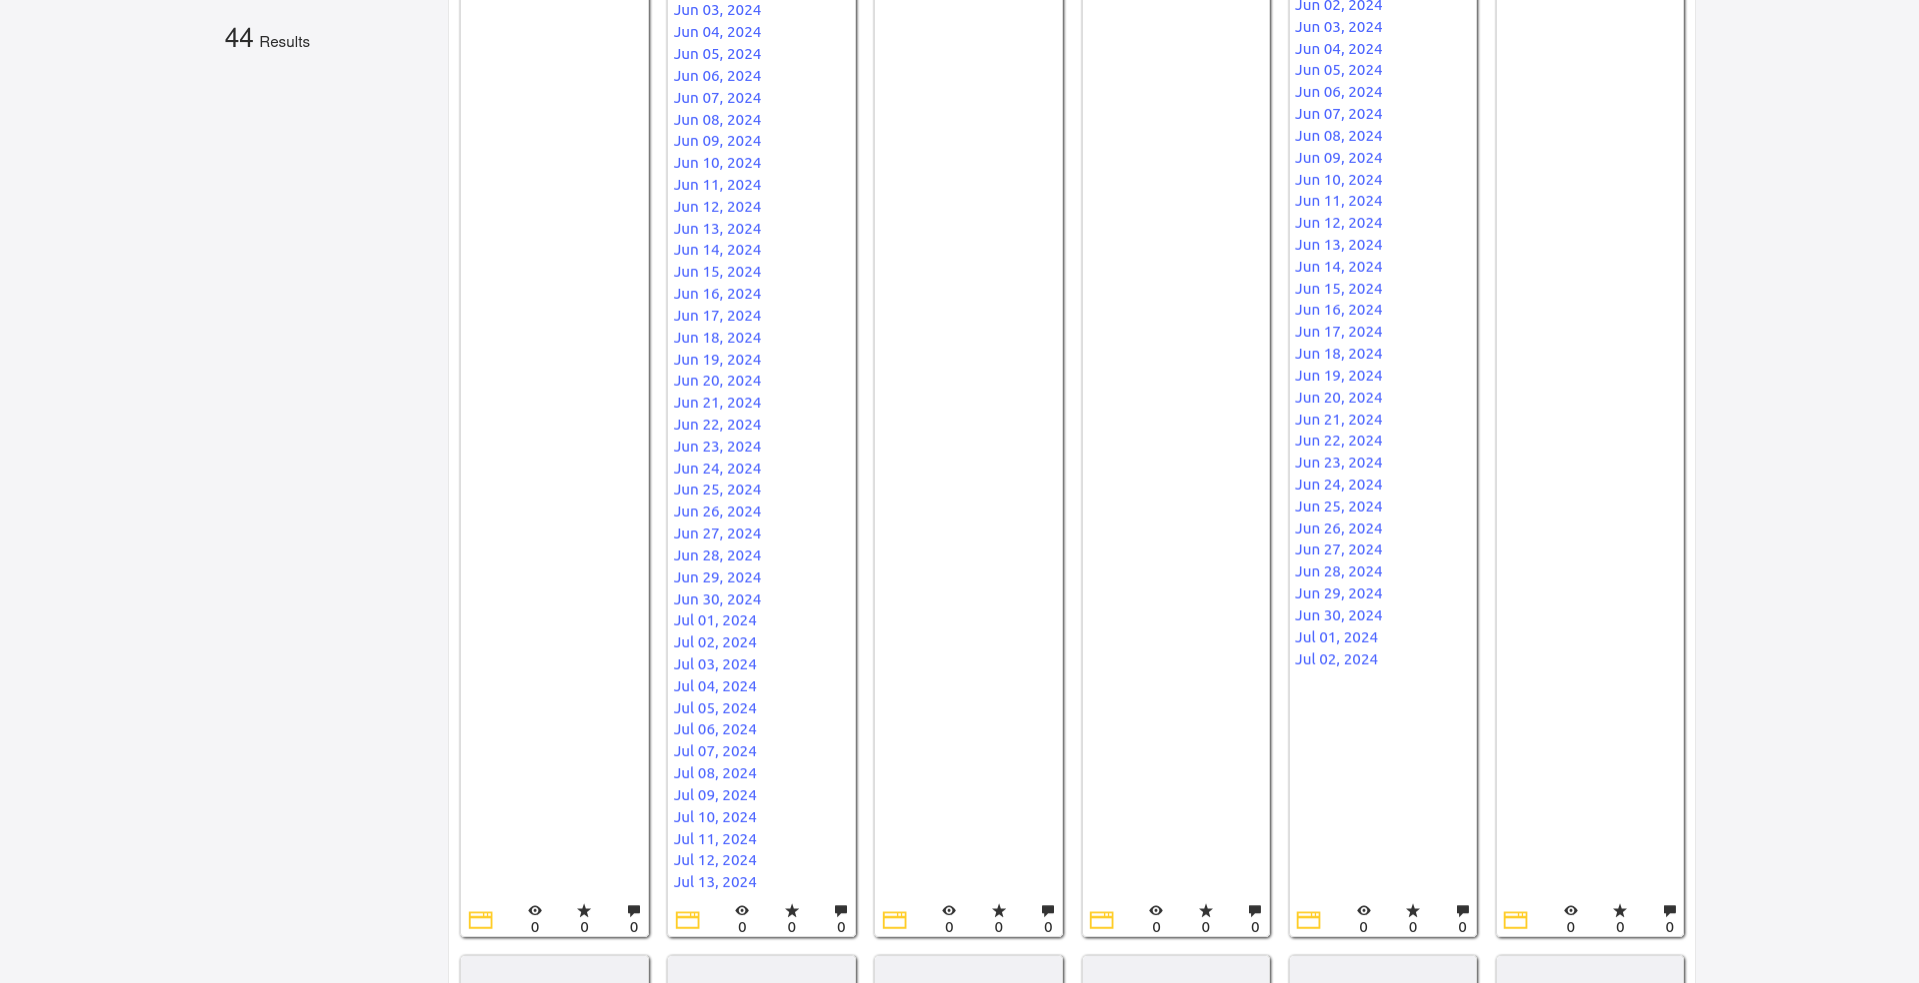 44 Results
Jun 03, 2024
Jun 04, 2024
Jun 05, 2024
Jun 06, 2024
Jun 07, 2024
Jun 08, 2024
Jun 09, 2024
Jun 10, 2024
Jun 11, 2024
Jun 12, 2024
Jun 13, 2024
Jun 14, 2024
Jun 15, 2024
Jun 16, 2024
Jun 17, 2024
Jun 18, 2024
Jun 19, 2024
Jun 20, 2024
Jun 21, 2024
Jun 22, 2024
Jun 23, 2024
Jun 24, 2024
Jun 25, 2024
Jun 26, 2024
Jun 27, 2024
Jun 28, 2024
Jun 29, 2024
Jun 30, 2024
Jul 01, 2024
Jul 02, 2024
Jul 03, 2024
Jul 04, 2024
Jul 05, 2024
Jul 06, 2024
Jul 07, 2024
Jul 08, 2024
Jul 09, 2024
Jul 10, 2024
Jul 11, 2024
Jul 12, 2024
Jul 13, 2024
Jun 02, 2024
Jun 03, 2024
Jun 04, 2024
Jun 05, 2024
Jun 06, 2024
Jun 07, 2024
Jun 08, 2024
Jun 09, 2024
Jun 10, 2024
Jun 11, 2024
Jun 12, 2024
Jun 13, 2024
Jun 14, 2024
Jun 15, 2024
Jun 16, 2024
Jun 17, 2024
Jun 18, 2024
Jun 19, 2024
Jun 20, 2024
Jun 21, 2024
Jun 22, 2024
Jun 23, 2024
Jun 24, 2024
Jun 25, 2024
Jun 26, 2024
Jun 27, 2024
Jun 28, 2024
Jun 29, 2024
Jun 30, 2024
Jul 01, 2024
Jul 02, 2024
0 0 0
0 0 0
0 0 0
0 0 0
0 0 0
0 0 0